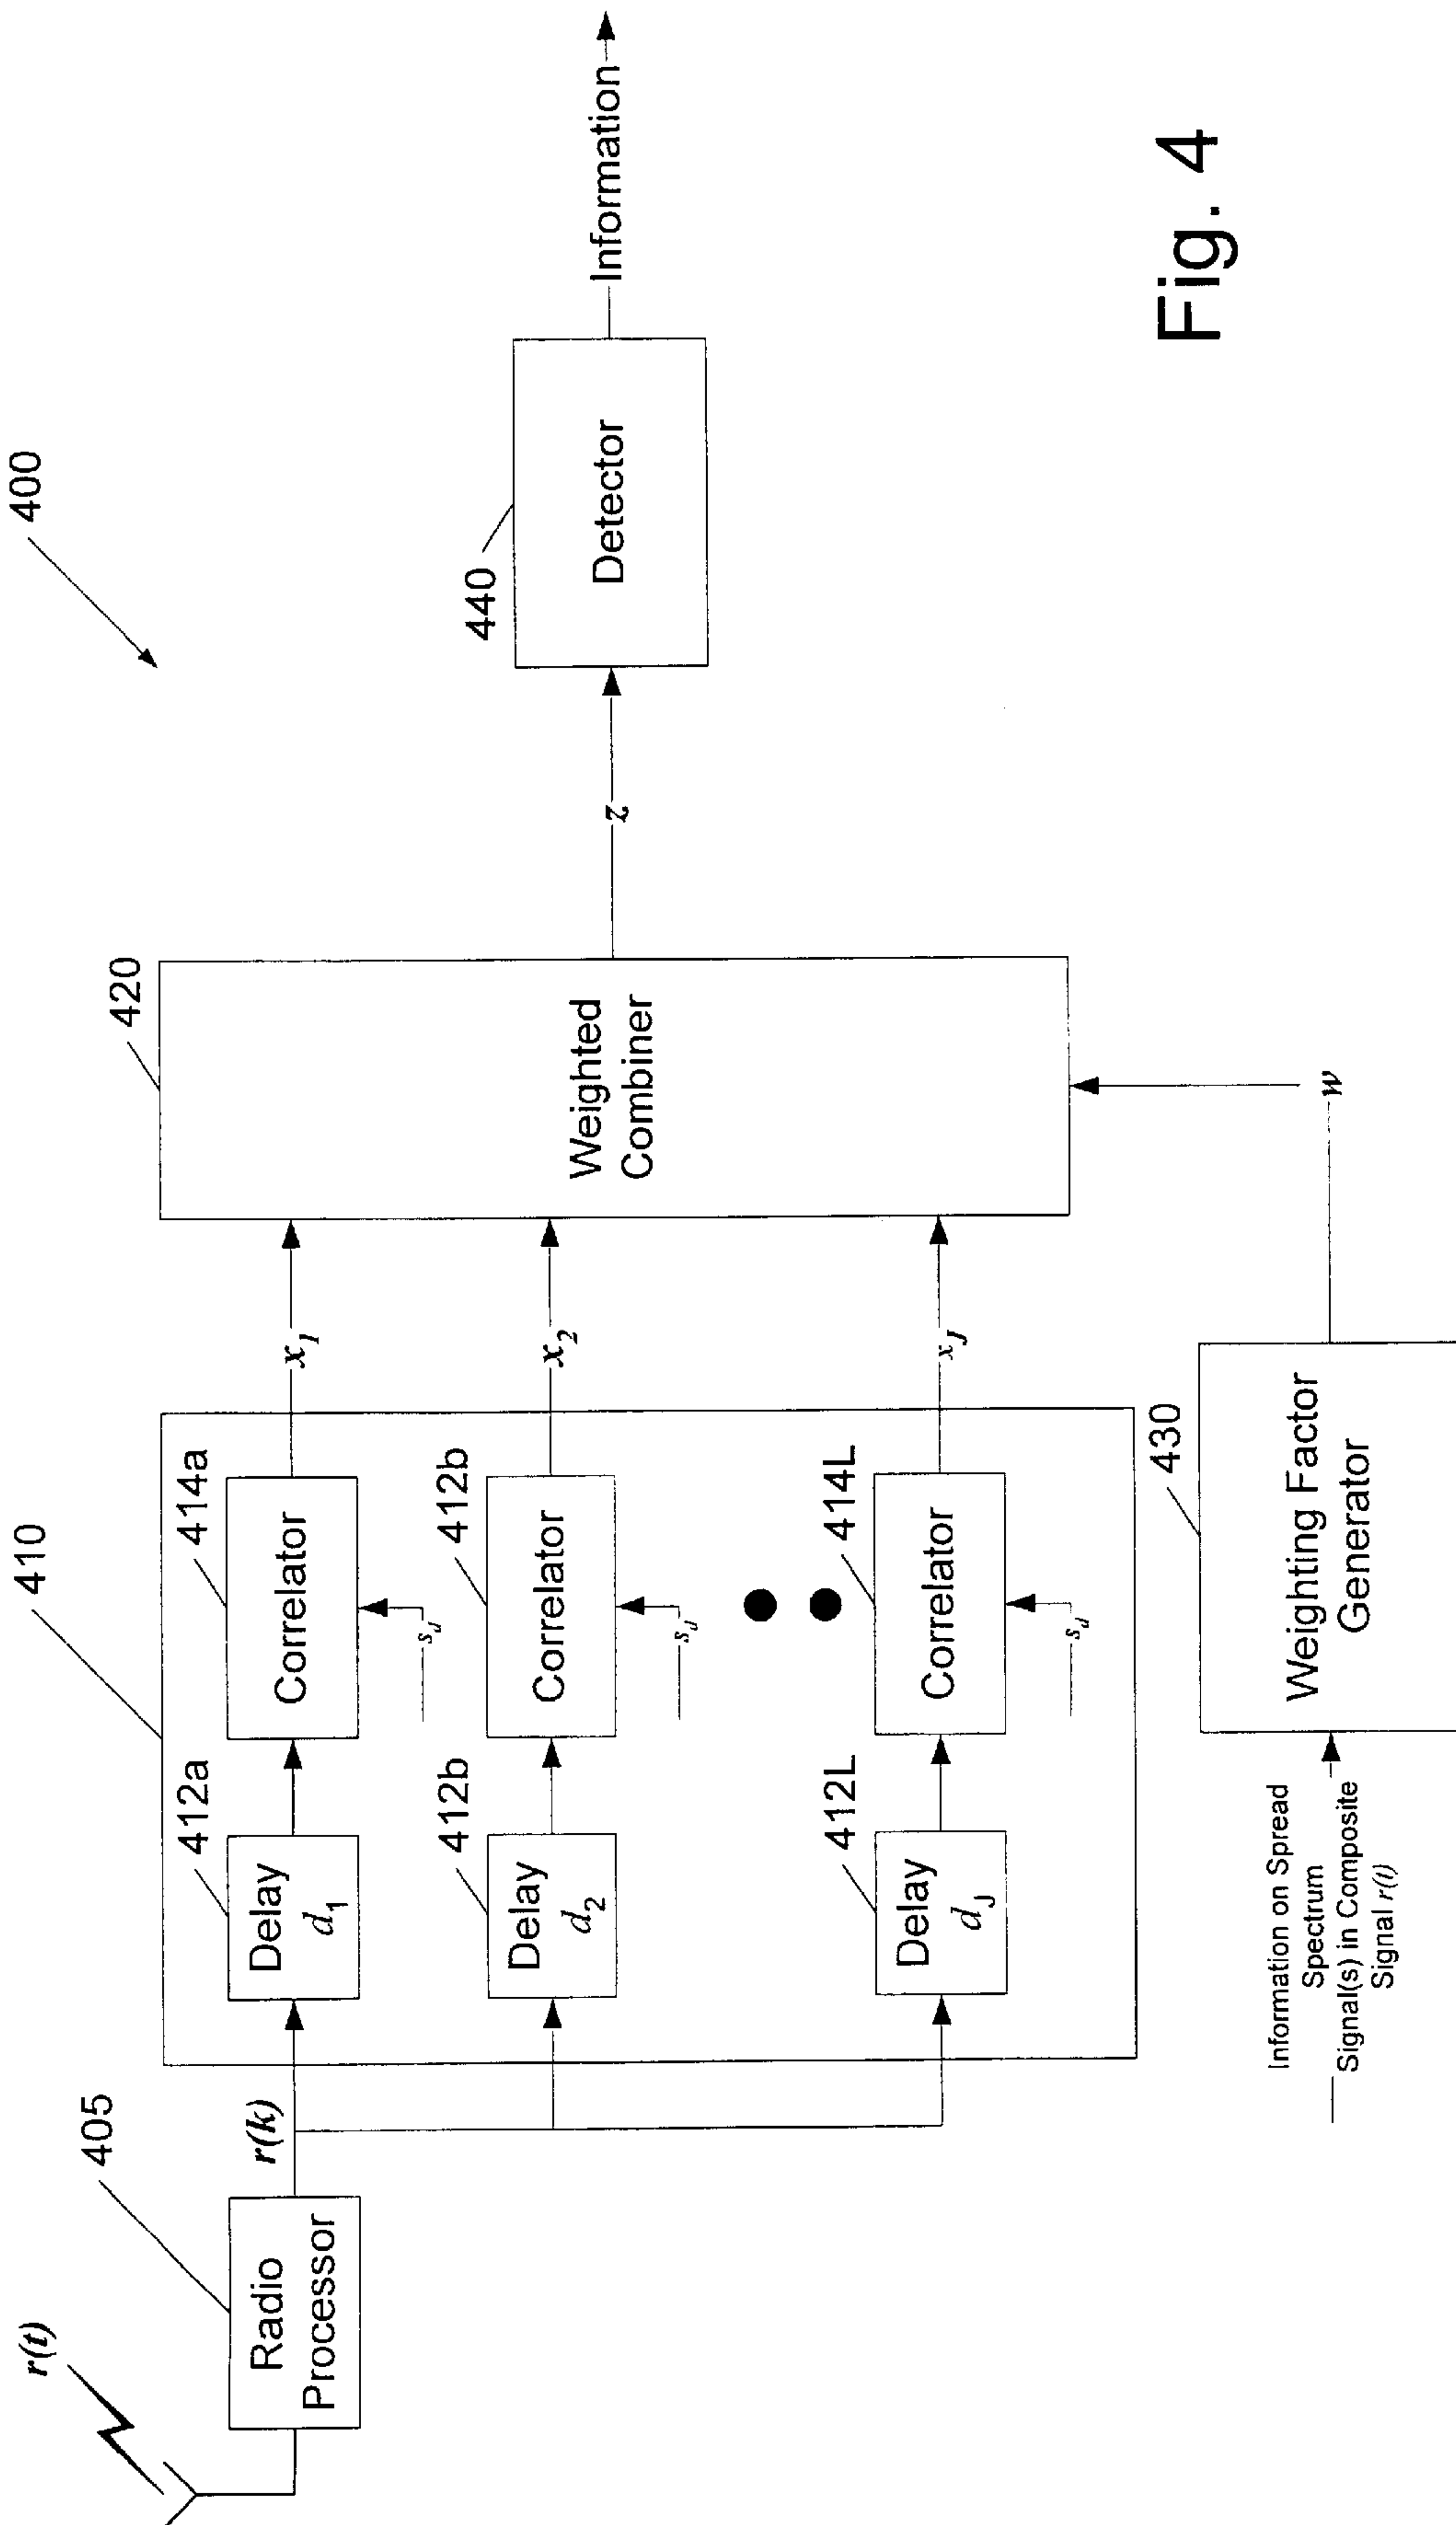 400
r(t)
405
Radio
Processor
r(k)
410
412a
Delay
d1
414a
Correlator
sd
x1
412b
Delay
d2
412b
Correlator
sd
x2
412L
Delay
dJ
414L
Correlator
sd
xJ
420
Weighted
Combiner
z
440
Detector
Information
Information on Spread
Spectrum
Signal(s) in Composite
Signal r(t)
430
Weighting Factor
Generator
w
Fig. 4